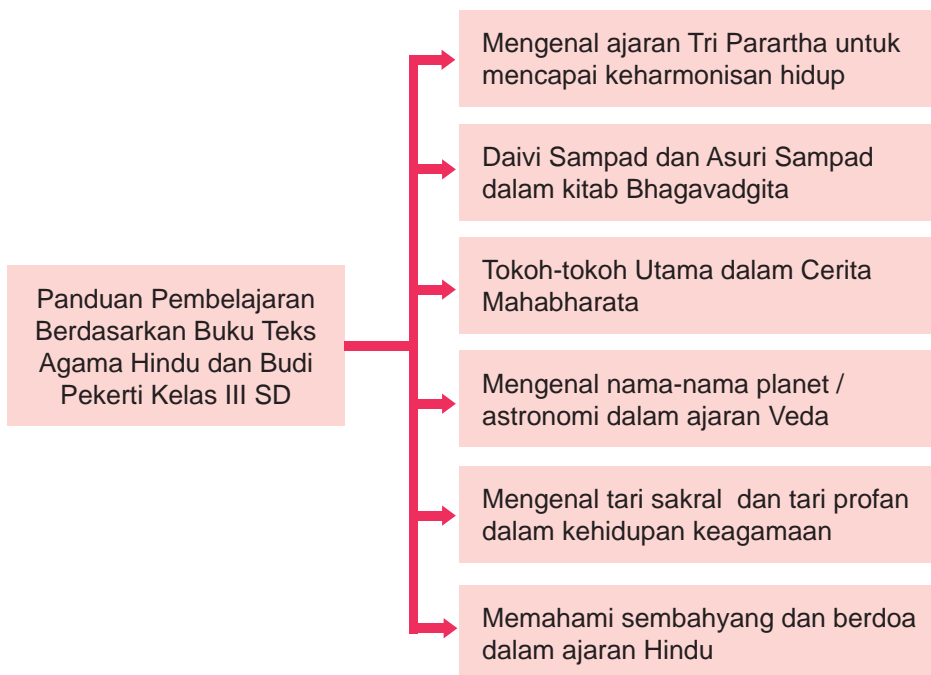 Panduan Pembelajaran
Berdasarkan Buku Teks
Agama Hindu dan Budi
Pekerti Kelas III SD
Mengenal ajaran Tri Parartha untuk
mencapai keharmonisan hidup
Daivi Sampad dan Asuri Sampad
dalam kitab Bhagavadgita
Tokoh-tokoh Utama dalam Cerita
Mahabharata
Mengenal nama-nama planet /
astronomi dalam ajaran Veda
Mengenal tari sakral dan tari profan
dalam kehidupan keagamaan
Memahami sembahyang dan berdoa
dalam ajaran Hindu